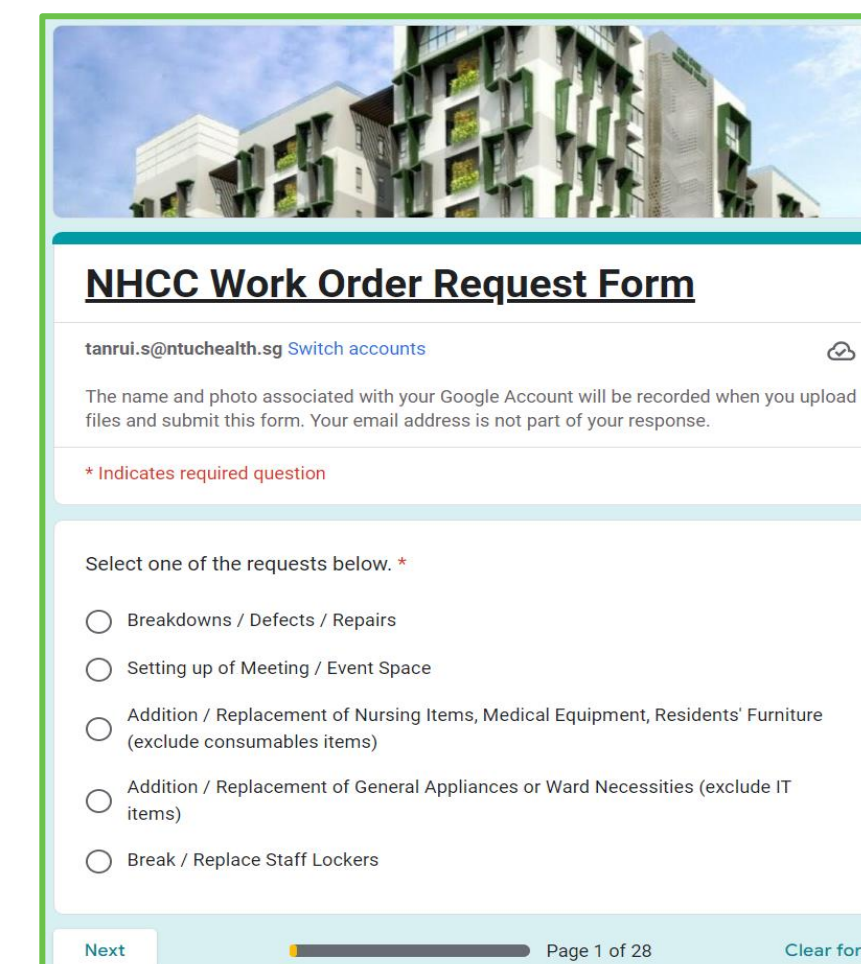 NHCC Work Order Request Form
tanrui.s@ntuchealth.sg Switch accounts
The name and photo associated with your Google Account will be recorded when you upload
files and submit this form. Your email address is not part of your response.
* Indicates required question
Select one of the requests below. *
Breakdowns / Defects / Repairs
Setting up of Meeting / Event Space
Addition / Replacement of Nursing Items, Medical Equipment, Residents' Furniture
(exclude consumables items)
Addition / Replacement of General Appliances or Ward Necessities (exclude IT
items)
Break / Replace Staff Lockers
Next Page 1 of 28 Clear for